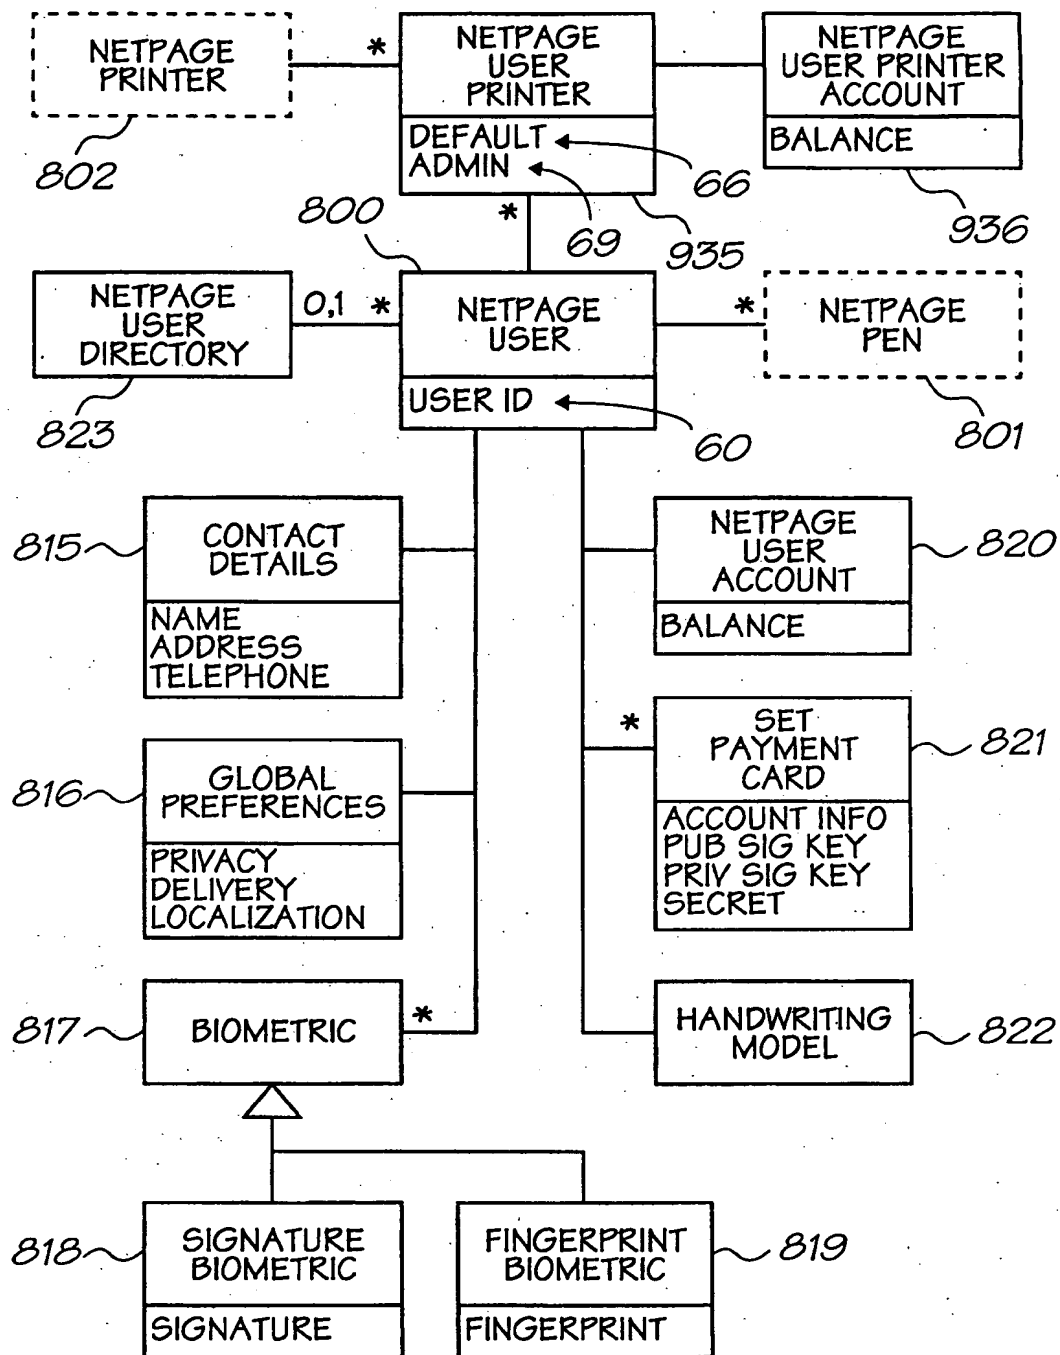 NETPAGE
PRINTER
802
*
NETPAGE
USER
PRINTER
DEFAULT
ADMIN
66
69
935
NETPAGE
USER PRINTER
ACCOUNT
BALANCE
936
*
800
NETPAGE
USER
DIRECTORY
823
0,1
*
NETPAGE
USER
USER ID
60
*
NETPAGE
PEN
801
815
CONTACT
DETAILS
NAME
ADDRESS
TELEPHONE
NETPAGE
USER
ACCOUNT
BALANCE
820
816
GLOBAL
PREFERENCES
PRIVACY
DELIVERY
LOCALIZATION
*
SET
PAYMENT
CARD
ACCOUNT INFO
PUB SIG KEY
PRIV SIG KEY
SECRET
821
817
BIOMETRIC
*
HANDWRITING
MODEL
822
818
SIGNATURE
BIOMETRIC
SIGNATURE
FINGERPRINT
BIOMETRIC
FINGERPRINT
819